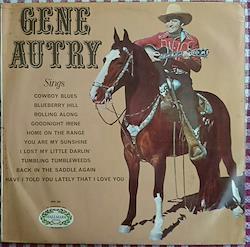 GENE
AUTRY
Sings
COWBOY BLUES
BLUEBERRY HILL
ROLLING ALONG
GOODNIGHT IRENE
HOME ON THE RANGE
YOU ARE MY SUNSHINE
I LOST MY LITTLE DARLIN'
TUMBLING TUMBLEWEEDS
BACK IN THE SADDLE AGAIN
HAVE I TOLD YOU LATELY THAT I LOVE YOU
HALLMARK